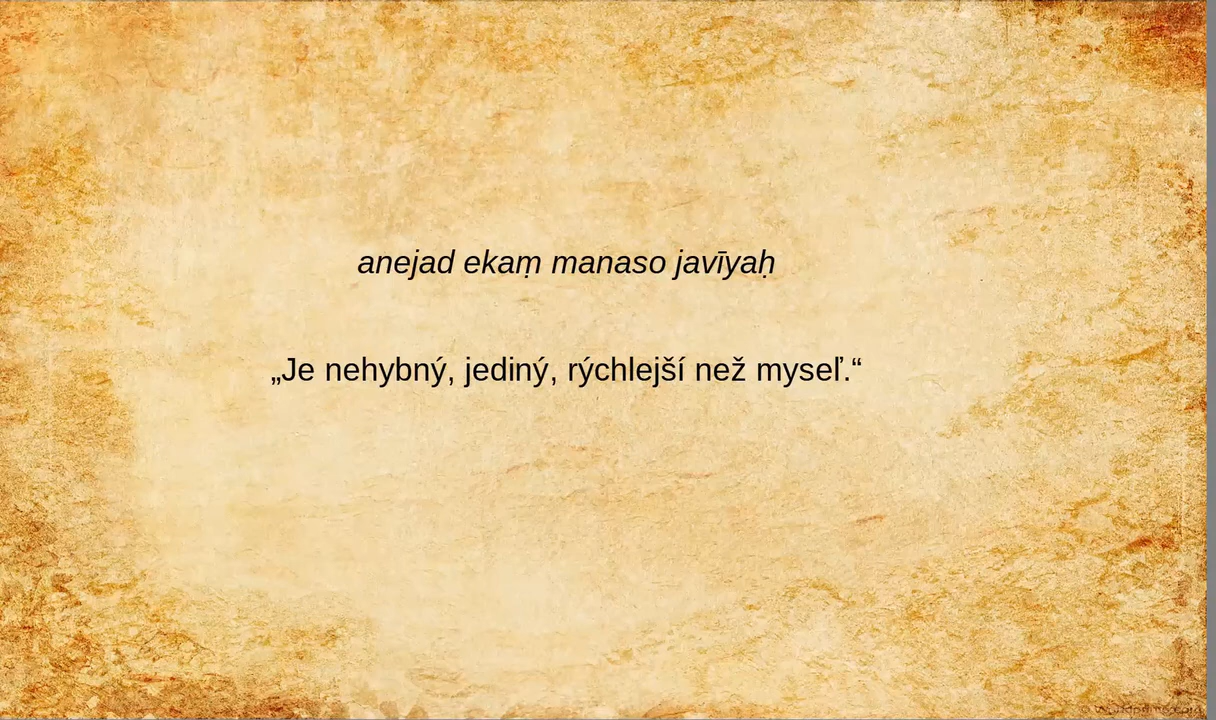 anejad ekaṃ manaso javīyaḥ
„Je nehybný, jediný, rýchlejší než myseľ.“